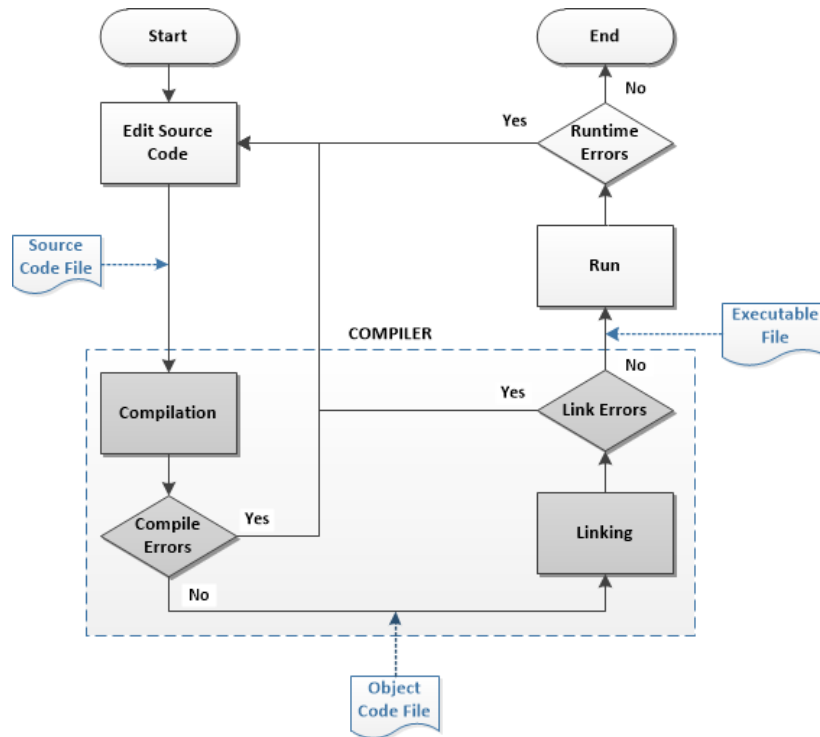 Start
End
No
Yes
Edit Source
Code
Runtime
Errors
Source
Code File
Run
Executable
File
COMPILER
No
Compilation
Yes
Link Errors
Compile
Errors
Yes
Linking
No
Object
Code File